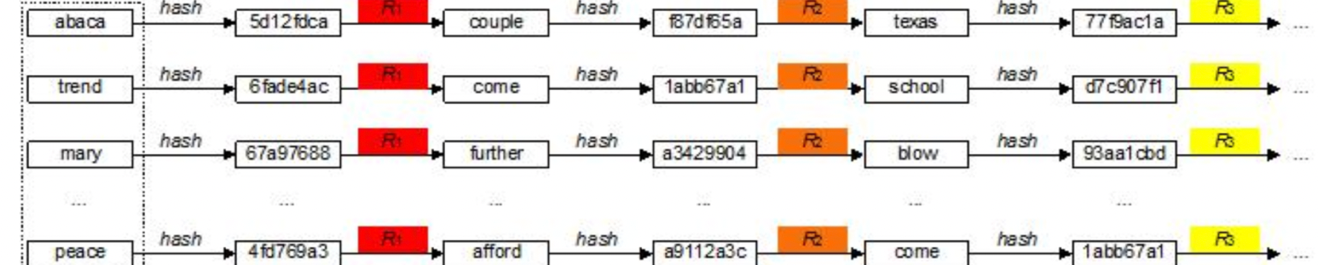 hash R1 hash R2 hash R3
abaca 5d12fdca couple f87df65a texas 77f9ac1a ...
hash R1 hash R2 hash R3
trend 6fade4ac come 1abb67a1 school d7c907f1 ...
hash R1 hash R2 hash R3
mary 67a97688 further a3429904 blow 93aa1cbd ...
... ... ... ... ... ...
hash R1 hash R2 hash R3
peace 4fd769a3 afford a9112a3c come 1abb67a1 ...